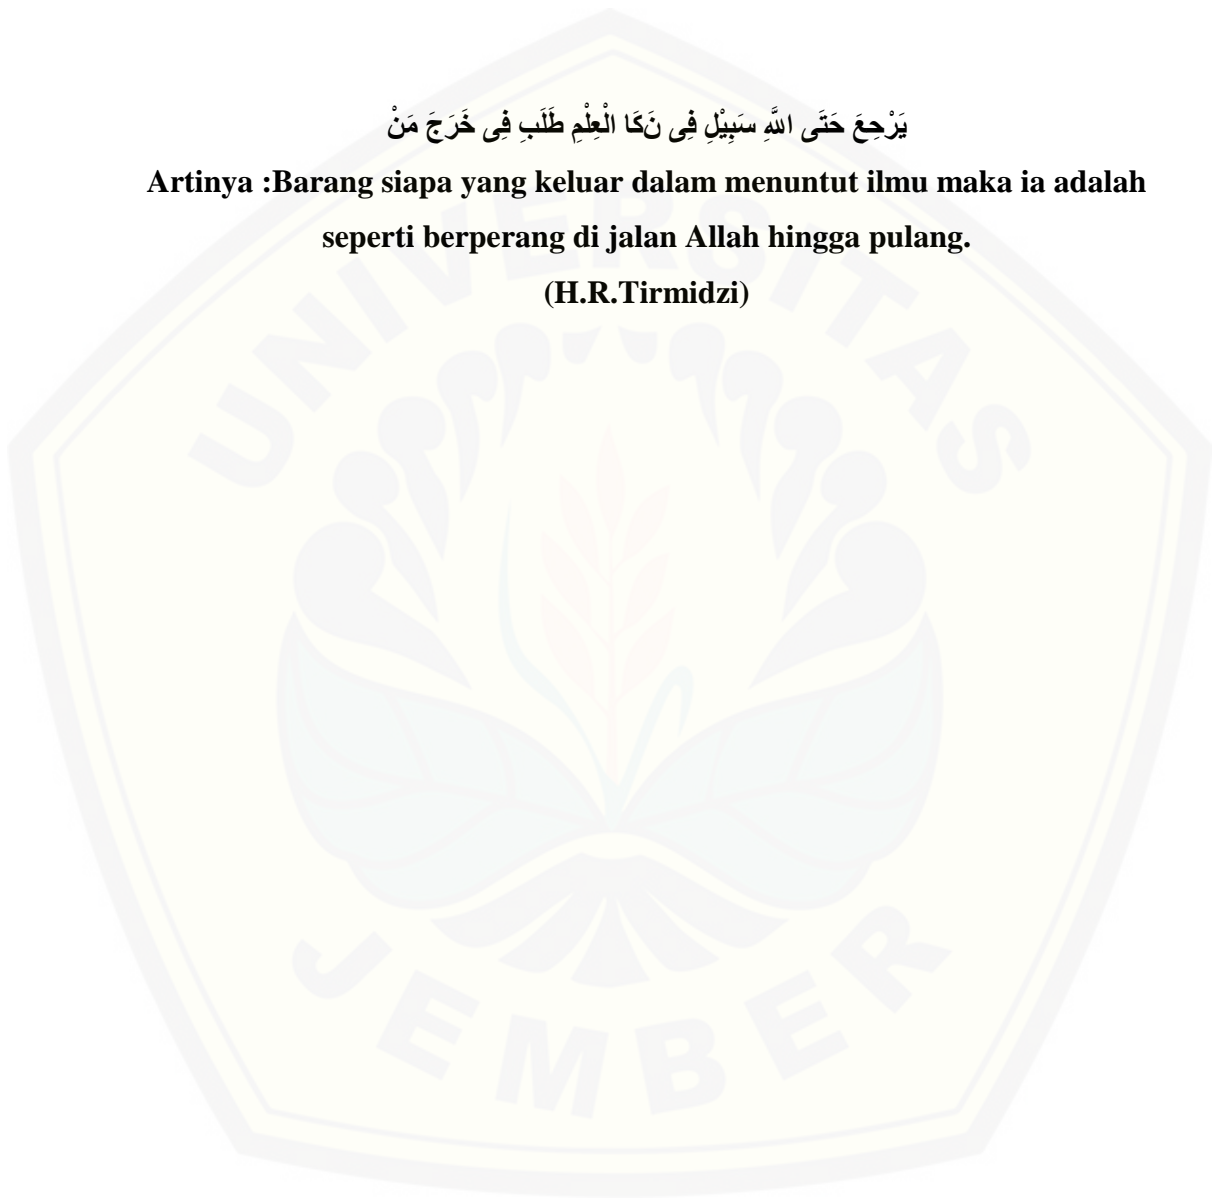 يَرْحِعَ حَتَى اللَّهِ سَبِيْلِ فِى نَكَا الْعِلْمِ طَلَبِ فِى خَرَجَ مَنْ
Artinya :Barang siapa yang keluar dalam menuntut ilmu maka ia adalah
seperti berperang di jalan Allah hingga pulang.
(H.R.Tirmidzi)
UNIVERSITAS
JEMBER